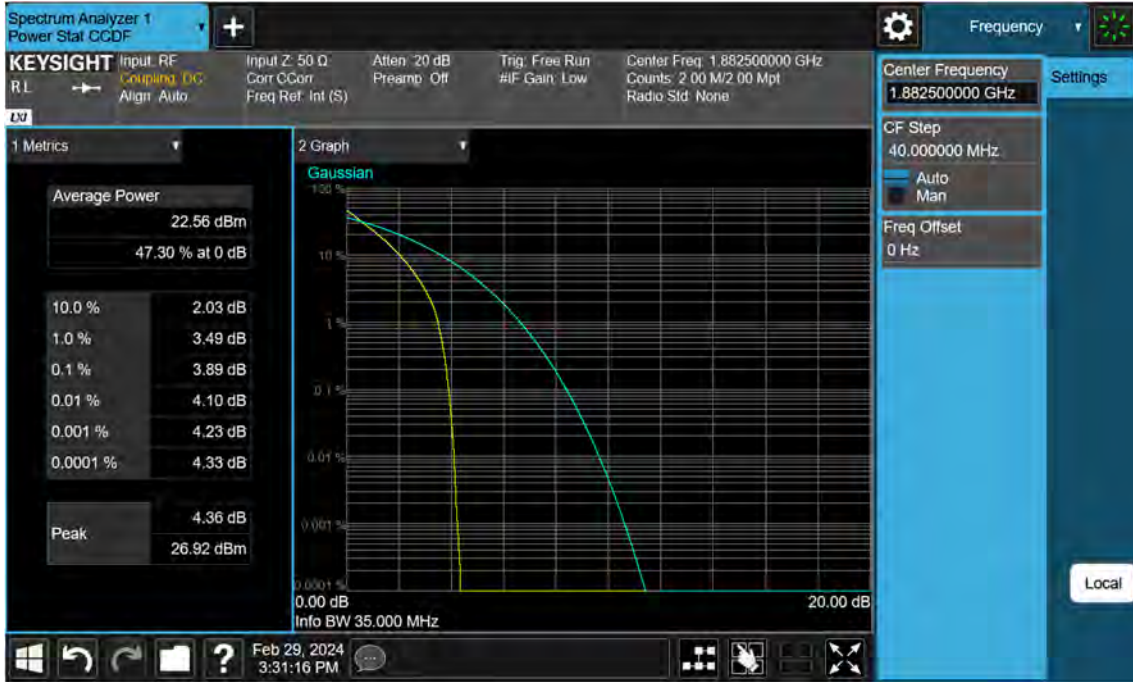 Spectrum Analyzer 1
Power Stat CCDF
Frequency
KEYSIGHT
R L
LXI
Input: RF
Coupling: DC
Align: Auto
Input Z: 50 Ω
Corr CCorr
Freq Ref: Int (S)
Atten: 20 dB
Preamp: Off
Trig: Free Run
#IF Gain: Low
Center Freq: 1.882500000 GHz
Counts: 2.00 M/2.00 Mpt
Radio Std: None
Center Frequency
1.882500000 GHz
Settings
CF Step
40.000000 MHz
Auto
Man
Freq Offset
0 Hz
1 Metrics
Average Power
22.56 dBm
47.30 % at 0 dB
10.0 % 2.03 dB
1.0 % 3.49 dB
0.1 % 3.89 dB
0.01 % 4.10 dB
0.001 % 4.23 dB
0.0001 % 4.33 dB
Peak
4.36 dB
26.92 dBm
2 Graph
Gaussian
100 %
10 %
1 %
0.1 %
0.01 %
0.001 %
0.0001 %
0.00 dB 20.00 dB
Info BW 35.000 MHz
Local
Feb 29, 2024
3:31:16 PM